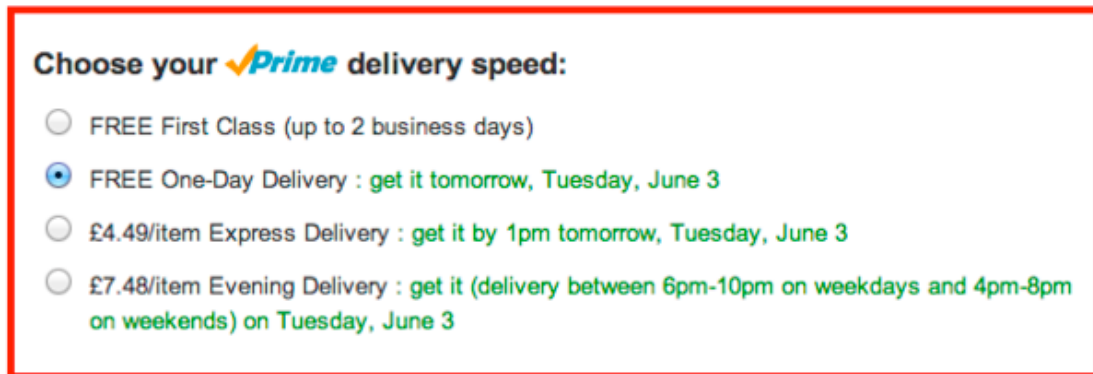 Choose your Prime delivery speed:
FREE First Class (up to 2 business days)
FREE One-Day Delivery : get it tomorrow, Tuesday, June 3
£4.49/item Express Delivery : get it by 1pm tomorrow, Tuesday, June 3
£7.48/item Evening Delivery : get it (delivery between 6pm-10pm on weekdays and 4pm-8pm
on weekends) on Tuesday, June 3